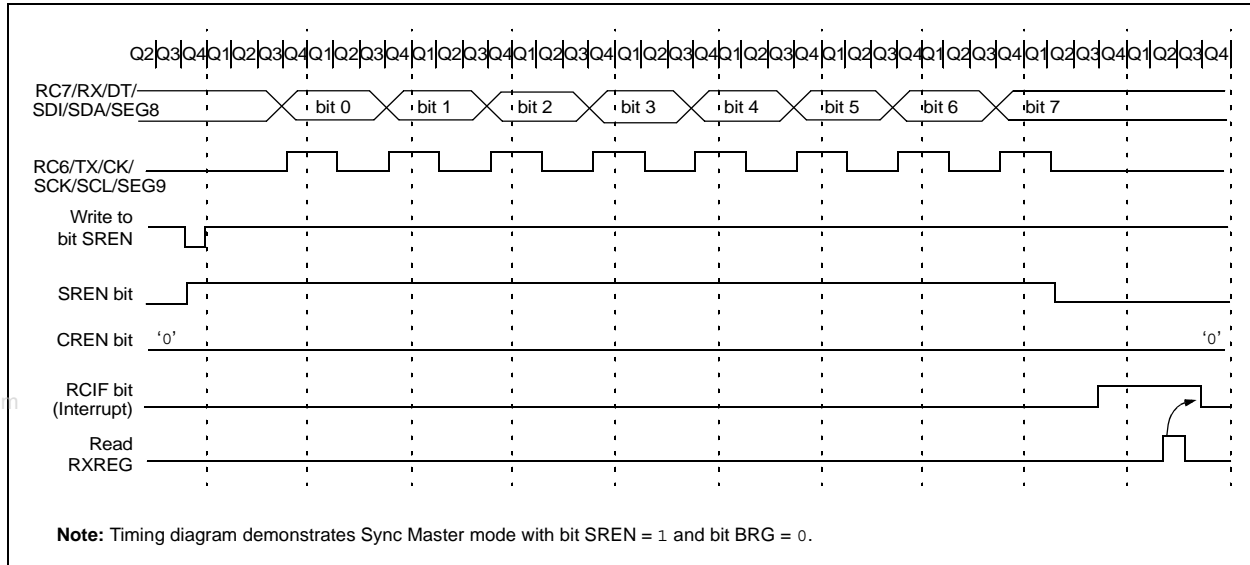 Q2 Q3 Q4 Q1 Q2 Q3 Q4 Q1 Q2 Q3 Q4 Q1 Q2 Q3 Q4 Q1 Q2 Q3 Q4 Q1 Q2 Q3 Q4 Q1 Q2 Q3 Q4 Q1 Q2 Q3 Q4 Q1 Q2 Q3 Q4 Q1 Q2 Q3 Q4 Q1 Q2 Q3 Q4
RC7/RX/DT/
SDI/SDA/SEG8
bit 0 bit 1 bit 2 bit 3 bit 4 bit 5 bit 6 bit 7
RC6/TX/CK/
SCK/SCL/SEG9
Write to
bit SREN
SREN bit
CREN bit ‘0’ ‘0’
RCIF bit
(Interrupt)
m
Read
RXREG
Note: Timing diagram demonstrates Sync Master mode with bit SREN = 1 and bit BRG = 0.